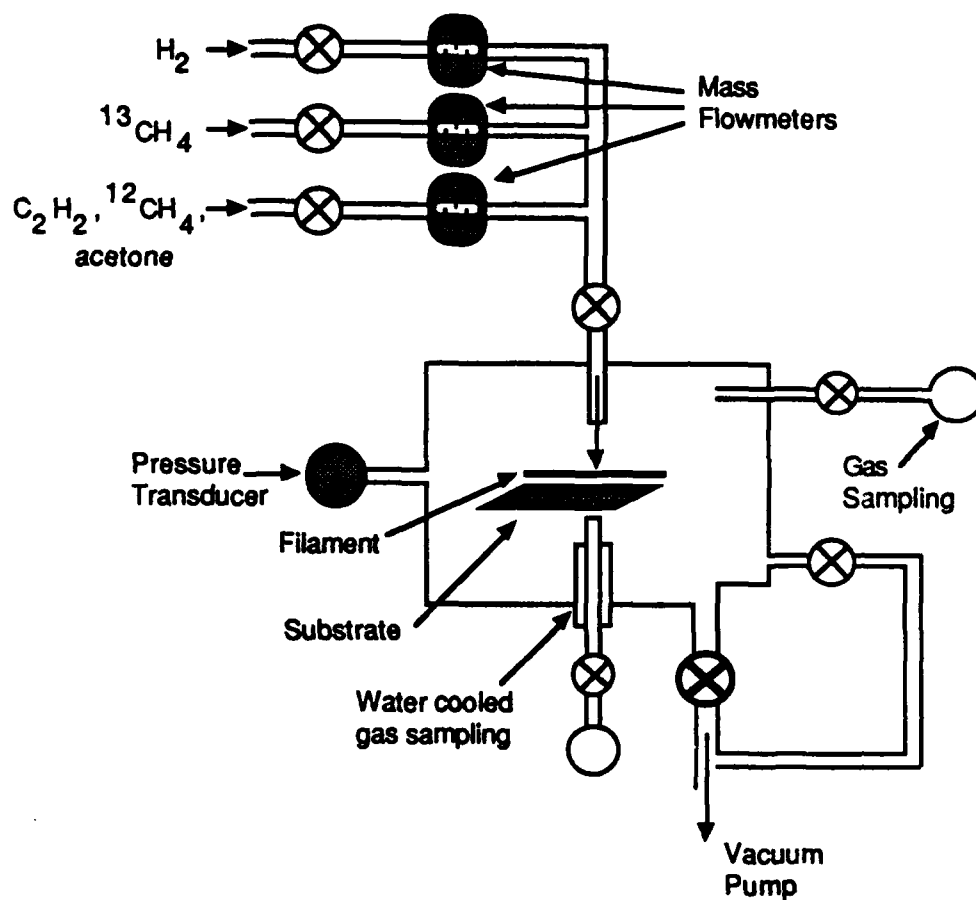 H₂
Mass
Flowmeters
¹³CH₄
C₂H₂, ¹²CH₄,
acetone
Pressure
Transducer
Gas
Sampling
Filament
Substrate
Water cooled
gas sampling
Vacuum
Pump